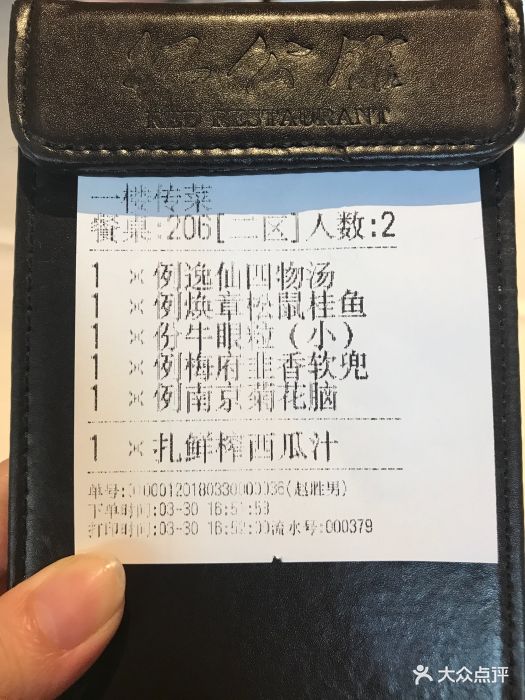 红公馆
RED RESTAURANT
一楼传菜
餐桌:206[二区]人数:2
1 ×例逸仙四物汤
1 ×例焕章松鼠桂鱼
1 ×份牛眼粒(小)
1 ×例梅府韭香软兜
1 ×例南京菊花脑
1 ×扎鲜榨西瓜汁
单号:0100012018033000036(赵胜男)
下单时间:03-30 16:51:53
打印时间:03-30 16:52:00流水号:000379
大众点评